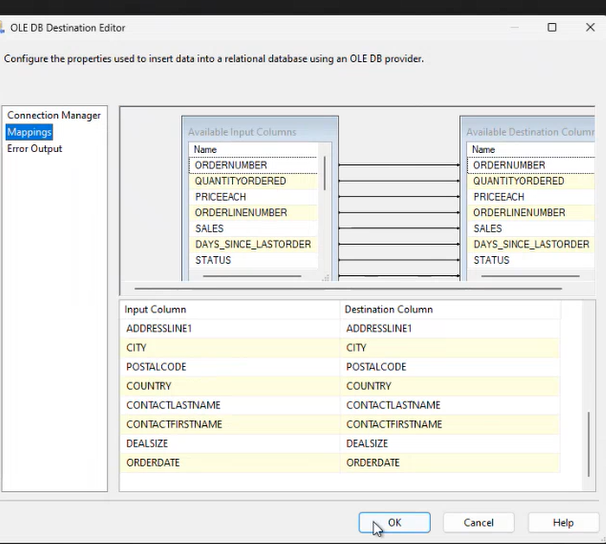 OLE DB Destination Editor
Configure the properties used to insert data into a relational database using an OLE DB provider.
Connection Manager
Mappings
Error Output
Available Input Columns
Name
ORDERNUMBER
QUANTITYORDERED
PRICEEACH
ORDERLINENUMBER
SALES
DAYS_SINCE_LASTORDER
STATUS
Available Destination Column
Name
ORDERNUMBER
QUANTITYORDERED
PRICEEACH
ORDERLINENUMBER
SALES
DAYS_SINCE_LASTORDER
STATUS
Input Column Destination Column
ADDRESSLINE1 ADDRESSLINE1
CITY CITY
POSTALCODE POSTALCODE
COUNTRY COUNTRY
CONTACTLASTNAME CONTACTLASTNAME
CONTACTFIRSTNAME CONTACTFIRSTNAME
DEALSIZE DEALSIZE
ORDERDATE ORDERDATE
OK Cancel Help